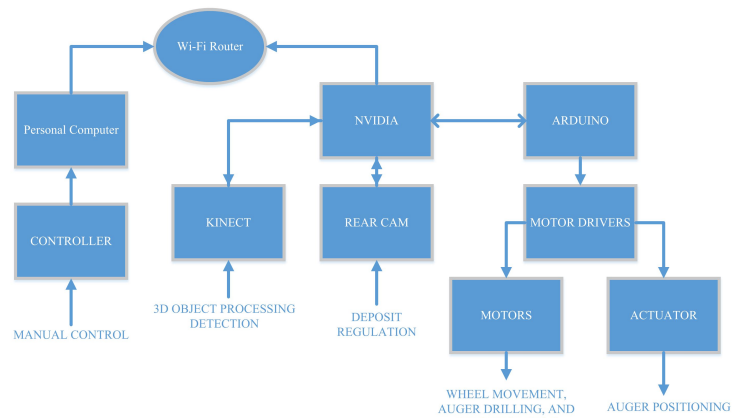 Wi-Fi Router
Personal Computer
NVIDIA
ARDUINO
CONTROLLER
KINECT
REAR CAM
MOTOR DRIVERS
MANUAL CONTROL
3D OBJECT PROCESSING
DETECTION
DEPOSIT
REGULATION
MOTORS
ACTUATOR
WHEEL MOVEMENT,
AUGER DRILLING, AND
AUGER POSITIONING